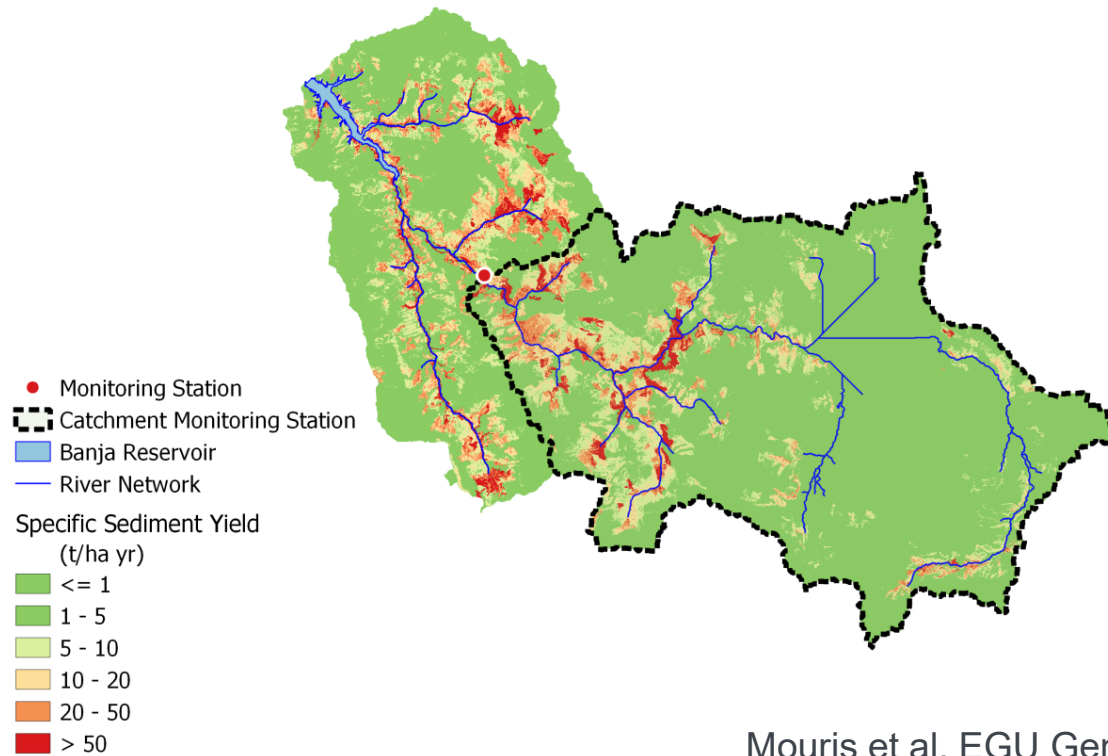 Monitoring Station
Catchment Monitoring Station
Banja Reservoir
River Network
Specific Sediment Yield
(t/ha yr)
<= 1
1 - 5
5 - 10
10 - 20
20 - 50
> 50
Mouris et al. EGU